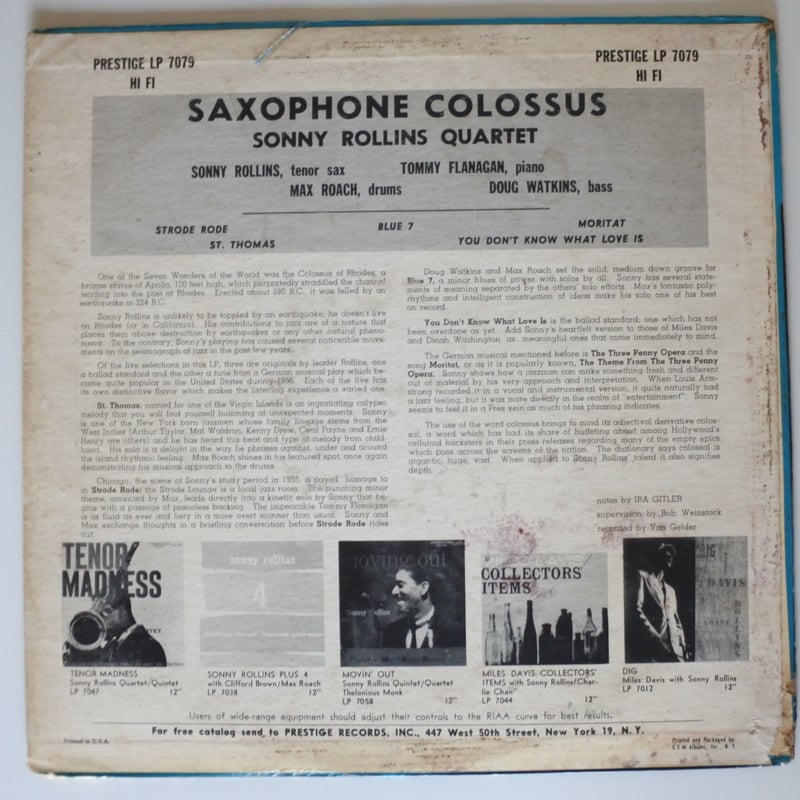 PRESTIGE LP 7079
HI FI
PRESTIGE LP 7079
HI FI
SAXOPHONE COLOSSUS
SONNY ROLLINS QUARTET
SONNY ROLLINS, tenor sax TOMMY FLANAGAN, piano
MAX ROACH, drums DOUG WATKINS, bass
STRODE RODE BLUE 7 MORITAT
ST. THOMAS YOU DON'T KNOW WHAT LOVE IS
One of the Seven Wonders of the World was the Colossus of Rhodes, a
bronze statue of Apollo, 100 feet high, which purportedly straddled the channel
leading into the post at Rhodes. Erected about 280 B.C., it was felled by an
earthquake in 224 B.C.
Sonny Rollins is unlikely to be toppled by an earthquake; he doesn't live
on Rhodes (or in California). His contributions to jazz are of a nature that
places them above destruction by earthquakes or any other natural pheno-
mena. To the contrary, Sonny's playing has caused several noticeable move-
ments on the seismograph of jazz in the past few years.
Of the five selections in this LP, three are originals by leader Rollins, one
a ballad standard and the other a tune from a German musical play which be-
came quite popular in the United States during 1956. Each of the five has
its own distinctive flavor which makes the listening experience a varied one.
St. Thomas, named for one of the Virgin Islands is an ingratiating calypso
melody that you will find yourself humming at unexpected moments. Sonny
is one of the New York born jazzmen whose family lineage stems from the
West Indies (Arthur Taylor, Mal Waldron, Kenny Drew, Cecil Payne and Ernie
Henry are others) and he has heard this beat and type of melody from child-
hood. His solo is a delight in the way he phrases against, under and around
the island rhythmic feeling. Max Roach shines in his featured spot, once again
demonstrating his musical approach to the drums.
Chicago, the scene of Sonny's study period in 1955, is payed homage to
in Strode Rode; the Strode Lounge is a local jazz room. The punching minor
theme, accented by Max, leads directly into a kinetic solo by Sonny that be-
gins with a passage of pianoless backing. The impeccable Tommy Flanagan
is as fluid as ever and fiery in a more overt manner than usual. Sonny and
Max exchange thoughts in a bristling conversation before Strode Rode rides
out.
Doug Watkins and Max Roach set the solid, medium down groove for
Blue 7, a minor blues of power with solos by all. Sonny has several state-
ments of meaning separated by the others' solo efforts. Max's fantastic poly-
rhythms and intelligent construction of ideas make his solo one of his best
on record.
You Don't Know What Love Is is the ballad standard; one which has not
been overdone as yet. Add Sonny's heartfelt version to those of Miles Davis
and Dinah Washington as meaningful ones that come immediately to mind.
The German musical mentioned before is The Three Penny Opera and the
song Moritat, or as it is popularly known, The Theme From The Three Penny
Opera. Sonny shows how a jazzman can make something fresh and different
out of material by his very approach and interpretation. When Louis Arm-
strong recorded it in a vocal and instrumental version, it quite naturally had
a jazz feeling, but it was more directly in the realm of "entertainment". Sonny
seems to feel it in a Pres vein as much of his phrasing indicates.
The use of the word colossus brings to mind its adjectival derivative colos-
sal, a word which has had its share of buffeting about among Hollywood's
celluloid hucksters in their press releases regarding many of the empty epics
which pass across the screens of the nation. The dictionary says colossal is
gigantic; huge; vast. When applied to Sonny Rollins' talent it also signifies
depth.
notes by IRA GITLER
supervision by Bob Weinstock
recorded by Van Gelder
TENOR
MADNESS
sonny rollins
4
moving out
Sonny Rollins
COLLECTORS'
ITEMS
DIG
DAVIS
TENOR MADNESS
Sonny Rollins Quartet/Quintet
LP 7047 12"
SONNY ROLLINS PLUS 4
with Clifford Brown/Max Roach
LP 7038 12"
MOVIN' OUT
Sonny Rollins Quintet/Quartet
Thelonious Monk
LP 7058 12"
MILES DAVIS COLLECTORS'
ITEMS with Sonny Rollins/Char-
lie Chan"
LP 7044 12"
DIG
Miles Davis with Sonny Rollins
LP 7012 12"
Users of wide-range equipment should adjust their controls to the RIAA curve for best results.
For free catalog send to PRESTIGE RECORDS, INC., 447 West 50th Street, New York 19, N. Y.
Printed in U.S.A.
Printed and Packaged by
G E M Albums, Inc., N. Y.